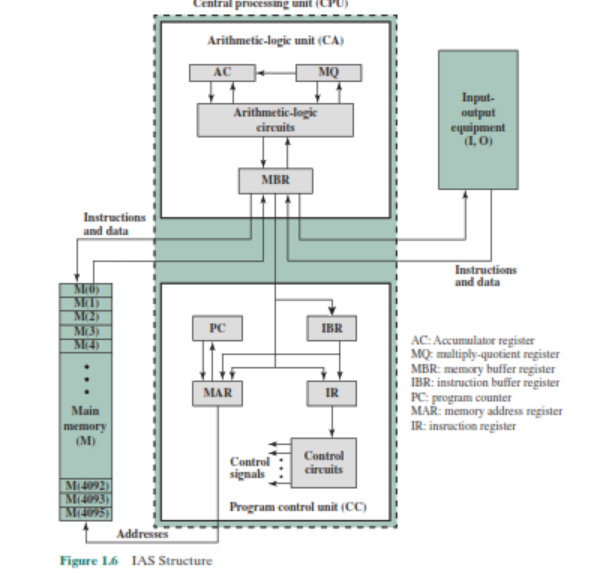 Central processing unit (CPU)
Arithmetic-logic unit (CA)
AC
MQ
Arithmetic-logic
circuits
MBR
Input-
output
equipment
(I, O)
Instructions
and data
Instructions
and data
M(0)
M(1)
M(2)
M(3)
M(4)
Main
memory
(M)
M(4092)
M(4093)
M(4095)
PC
IBR
MAR
IR
Control
signals
Control
circuits
Program control unit (CC)
Addresses
AC: Accumulator register
MQ: multiply-quotient register
MBR: memory buffer register
IBR: instruction buffer register
PC: program counter
MAR: memory address register
IR: insruction register
Figure 1.6 IAS Structure